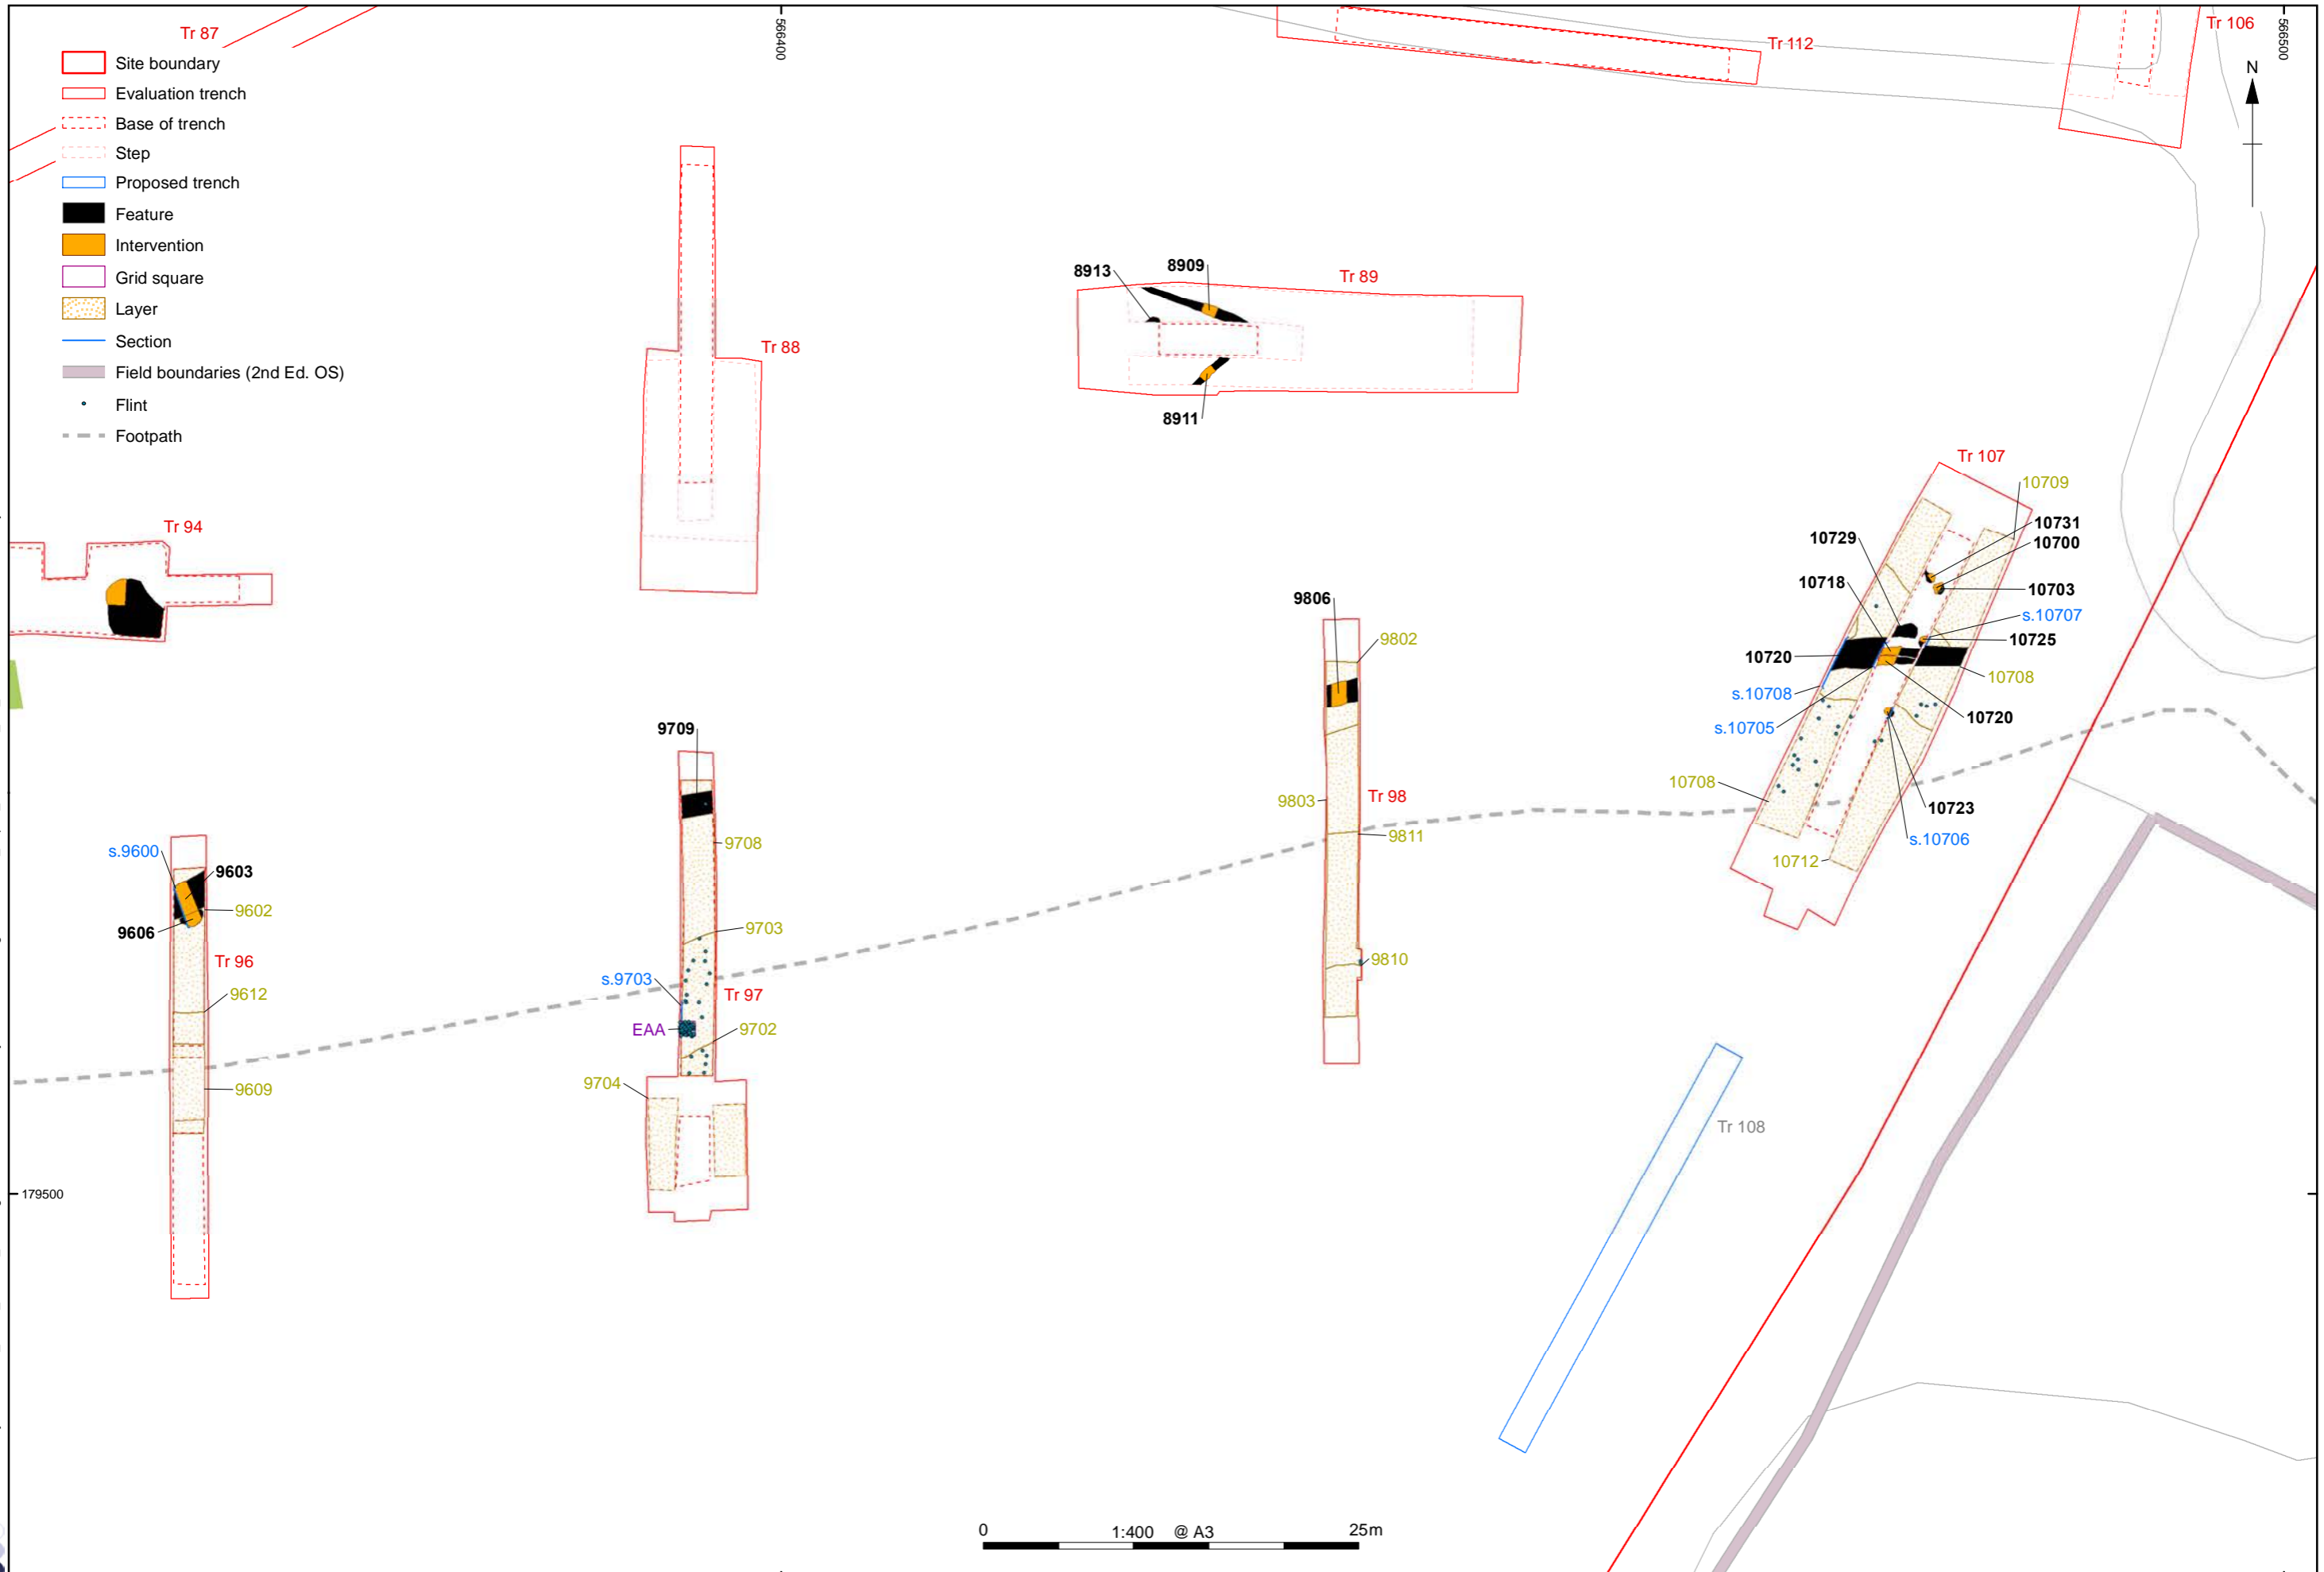 Tr 87
566400
566500
Tr 106
Tr 112
Site boundary
Evaluation trench
Base of trench
Step
Proposed trench
Feature
Intervention
Grid square
Layer
Section
Field boundaries (2nd Ed. OS)
Flint
Footpath
N
8913
8909
Tr 89
8911
Tr 88
Tr 94
Tr 107
10709
10731
10700
10729
10718
10703
s.10707
10725
10720
10708
s.10708
s.10705
10720
10708
10723
s.10706
10712
9806
9802
9803
Tr 98
9811
9810
9709
9708
9703
s.9703
Tr 97
EAA
9702
9704
s.9600
9603
9602
9606
Tr 96
9612
9609
Tr 108
179500
0
1:400 @ A3
25m